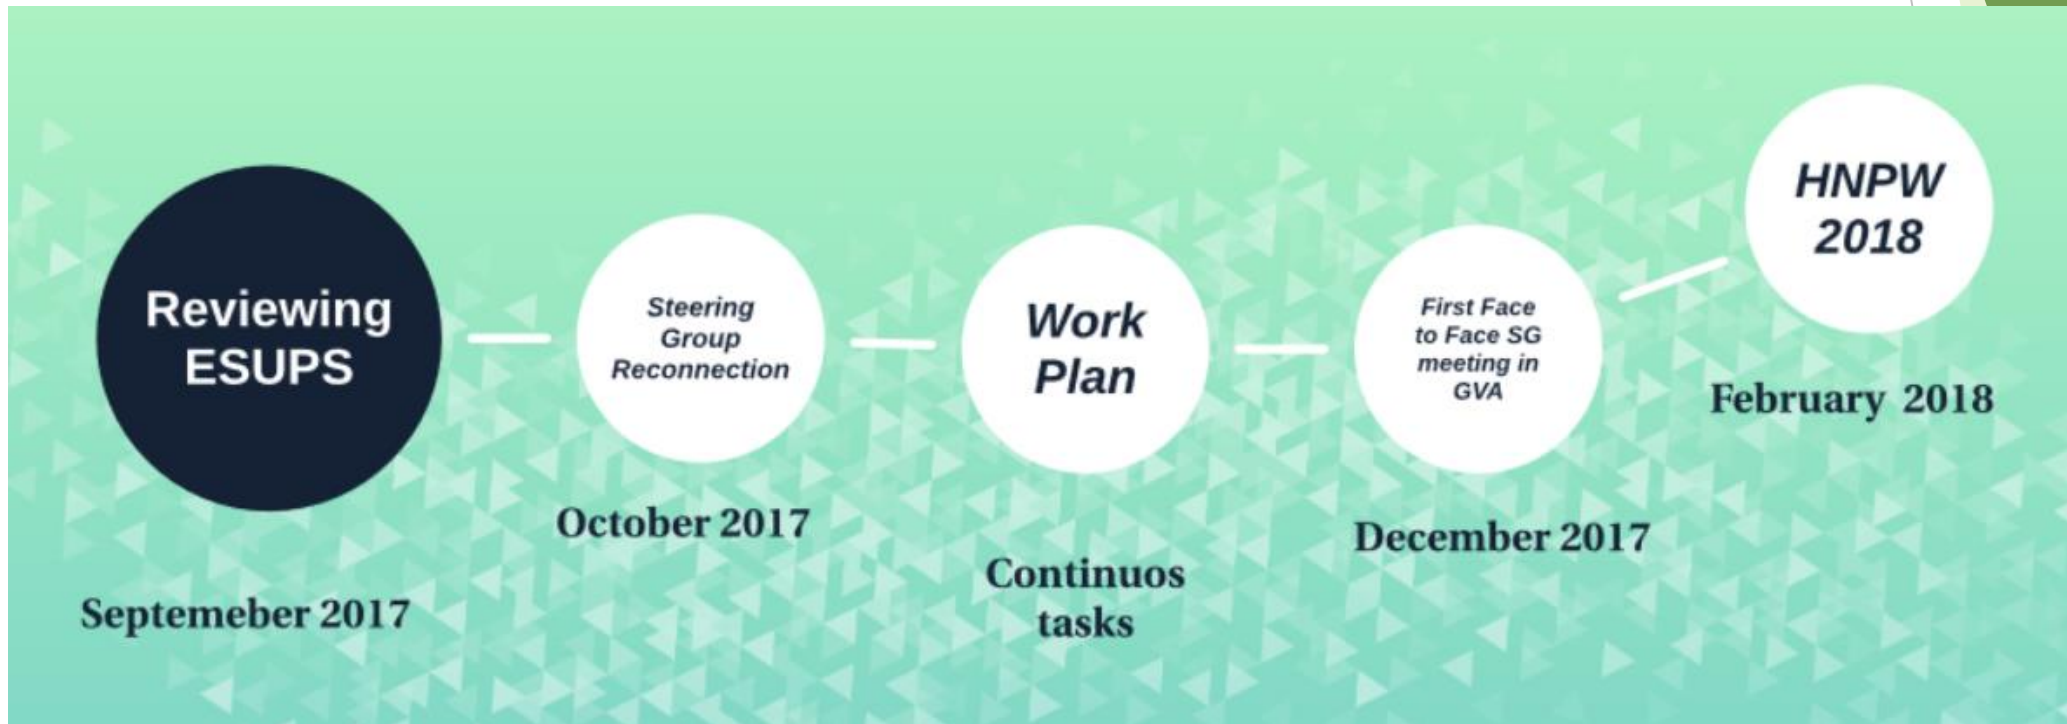 Reviewing
ESUPS
Septemeber 2017
Steering
Group
Reconnection
October 2017
Work
Plan
Continuos
tasks
First Face
to Face SG
meeting in
GVA
December 2017
HNPW
2018
February 2018